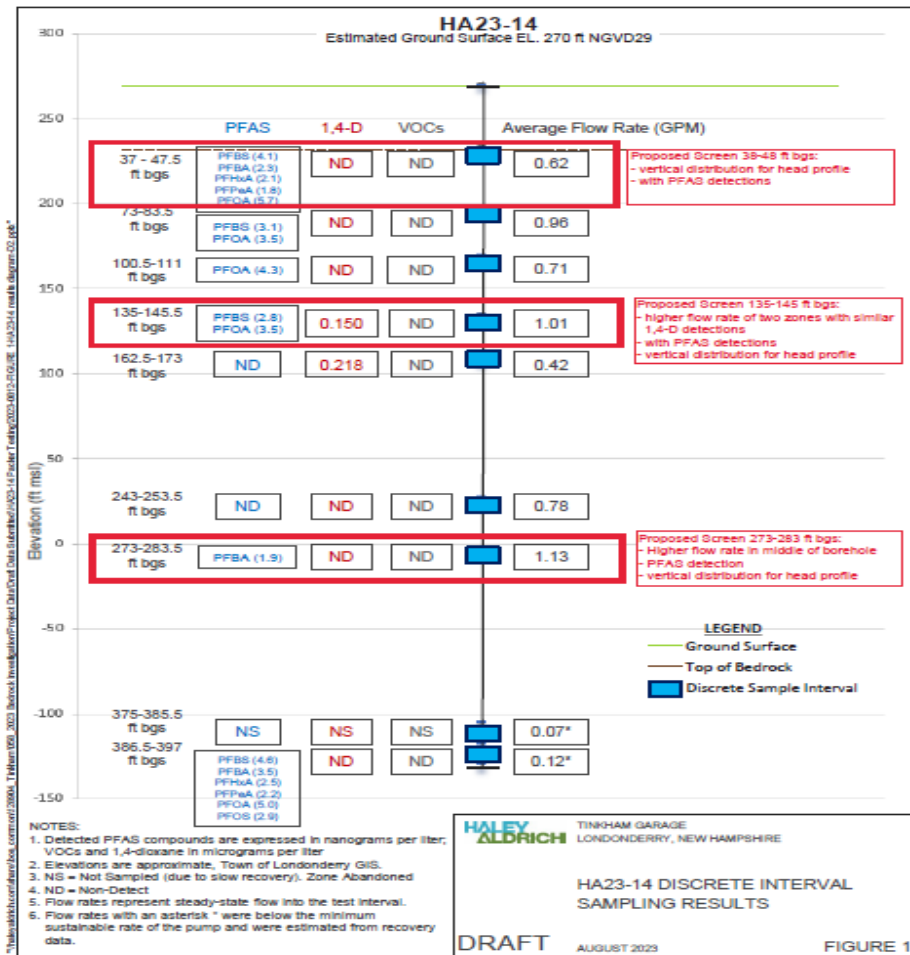 HA23-14
Estimated Ground Surface EL. 270 ft NGVD29
300
250
200
150
100
50
0
-50
-100
-150
Elevation (ft msl)
PFAS 1,4-D VOCs Average Flow Rate (GPM)
37 - 47.5
ft bgs
PFBS (4.1)
PFBA (2.3)
PFHxA (2.1)
PFPeA (1.8)
PFOA (5.7)
ND ND 0.62
Proposed Screen 38-48 ft bgs:
- vertical distribution for head profile
- with PFAS detections
73-83.5
ft bgs
PFBS (3.1)
PFOA (3.5)
ND ND 0.96
100.5-111
ft bgs
PFOA (4.3) ND ND 0.71
135-145.5
ft bgs
PFBS (2.8)
PFOA (3.5)
0.150 ND 1.01
Proposed Screen 135-145 ft bgs:
- higher flow rate of two zones with similar
1,4-D detections
- with PFAS detections
- vertical distribution for head profile
162.5-173
ft bgs
ND 0.218 ND 0.42
243-253.5
ft bgs
ND ND ND 0.78
273-283.5
ft bgs
PFBA (1.9) ND ND 1.13
Proposed Screen 273-283 ft bgs:
- Higher flow rate in middle of borehole
- PFAS detection
- vertical distribution for head profile
LEGEND
Ground Surface
Top of Bedrock
Discrete Sample Interval
375-385.5
ft bgs
NS NS NS 0.07*
386.5-397
ft bgs
PFBS (4.6)
PFBA (3.5)
PFHxA (2.5)
PFPeA (2.2)
PFOA (5.0)
PFOS (2.9)
ND ND 0.12*
NOTES:
1. Detected PFAS compounds are expressed in nanograms per liter;
VOCs and 1,4-dioxane in micrograms per liter
2. Elevations are approximate, Town of Londonderry GIS.
3. NS = Not Sampled (due to slow recovery). Zone Abandoned
4. ND = Non-Detect
5. Flow rates represent steady-state flow into the test interval.
6. Flow rates with an asterisk * were below the minimum
sustainable rate of the pump and were estimated from recovery
data.
HALEY
ALDRICH
TINKHAM GARAGE
LONDONDERRY, NEW HAMPSHIRE
HA23-14 DISCRETE INTERVAL
SAMPLING RESULTS
DRAFT AUGUST 2023 FIGURE 1